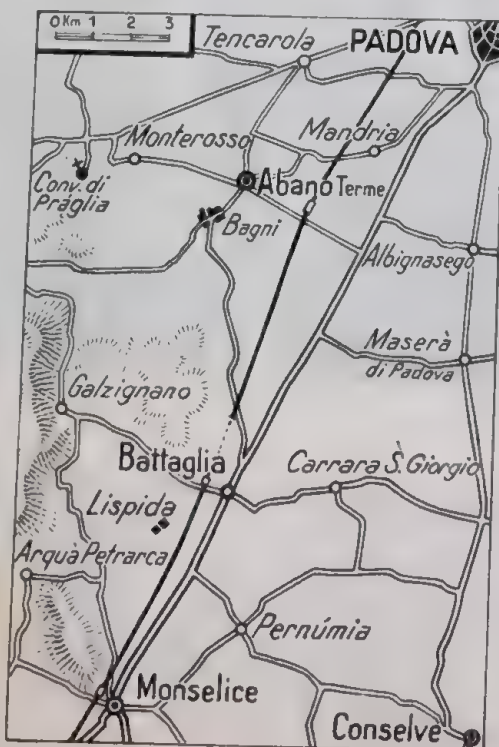 0 Km 1 2 3
Tencarola
PADOVA
Monterosso
Mandria
Conv. di
Pràglia
Abano Terme
Bagni
Albignasego
Maserà
di Padova
Galzignano
Battaglia
Carrara S. Giorgio
Lispida
Arquà Petrarca
Pernúmia
Monselice
Conselve